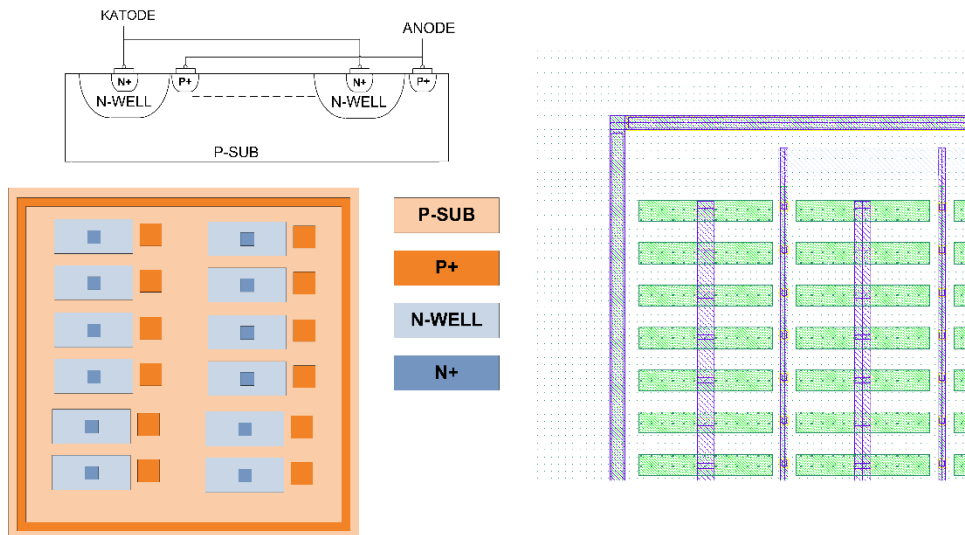 KATODE
ANODE
N+
P+
N+
P+
N-WELL
N-WELL
P-SUB
P-SUB
P+
N-WELL
N+